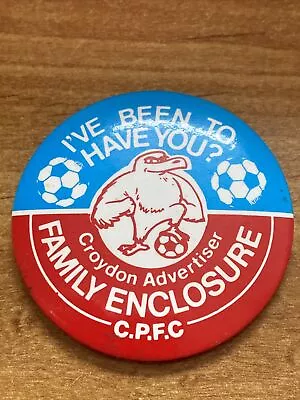 I'VE BEEN TO
HAVE YOU?
Croydon Advertiser
FAMILY ENCLOSURE
C.P.F.C